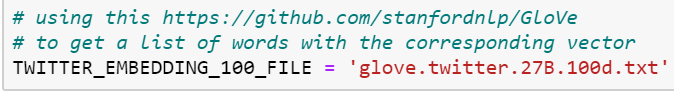 # using this https://github.com/stanfordnlp/GloVe
# to get a list of words with the corresponding vector
TWITTER_EMBEDDING_100_FILE = 'glove.twitter.27B.100d.txt'